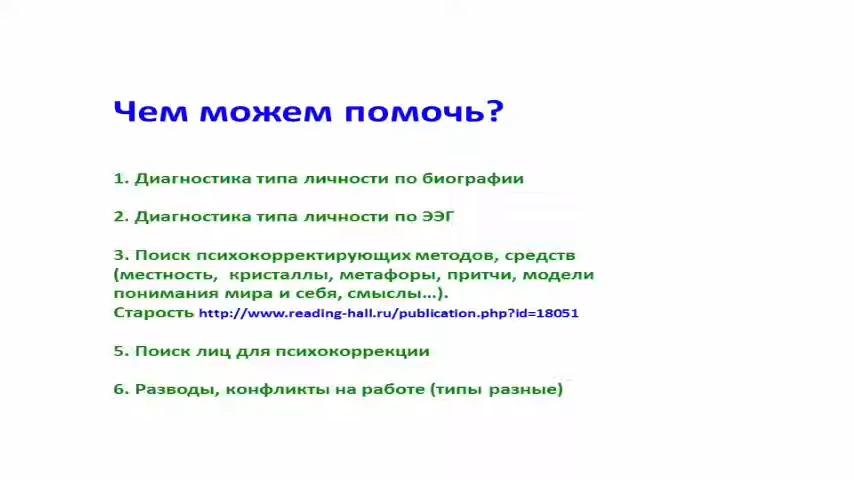 Чем можем помочь?
1. Диагностика типа личности по биографии
2. Диагностика типа личности по ЭЭГ
3. Поиск психокорректирующих методов, средств
(местность, кристаллы, метафоры, притчи, модели
понимания мира и себя, смыслы...).
Старость http://www.reading-hall.ru/publication.php?id=18051
5. Поиск лиц для психокоррекции
6. Разводы, конфликты на работе (типы разные)